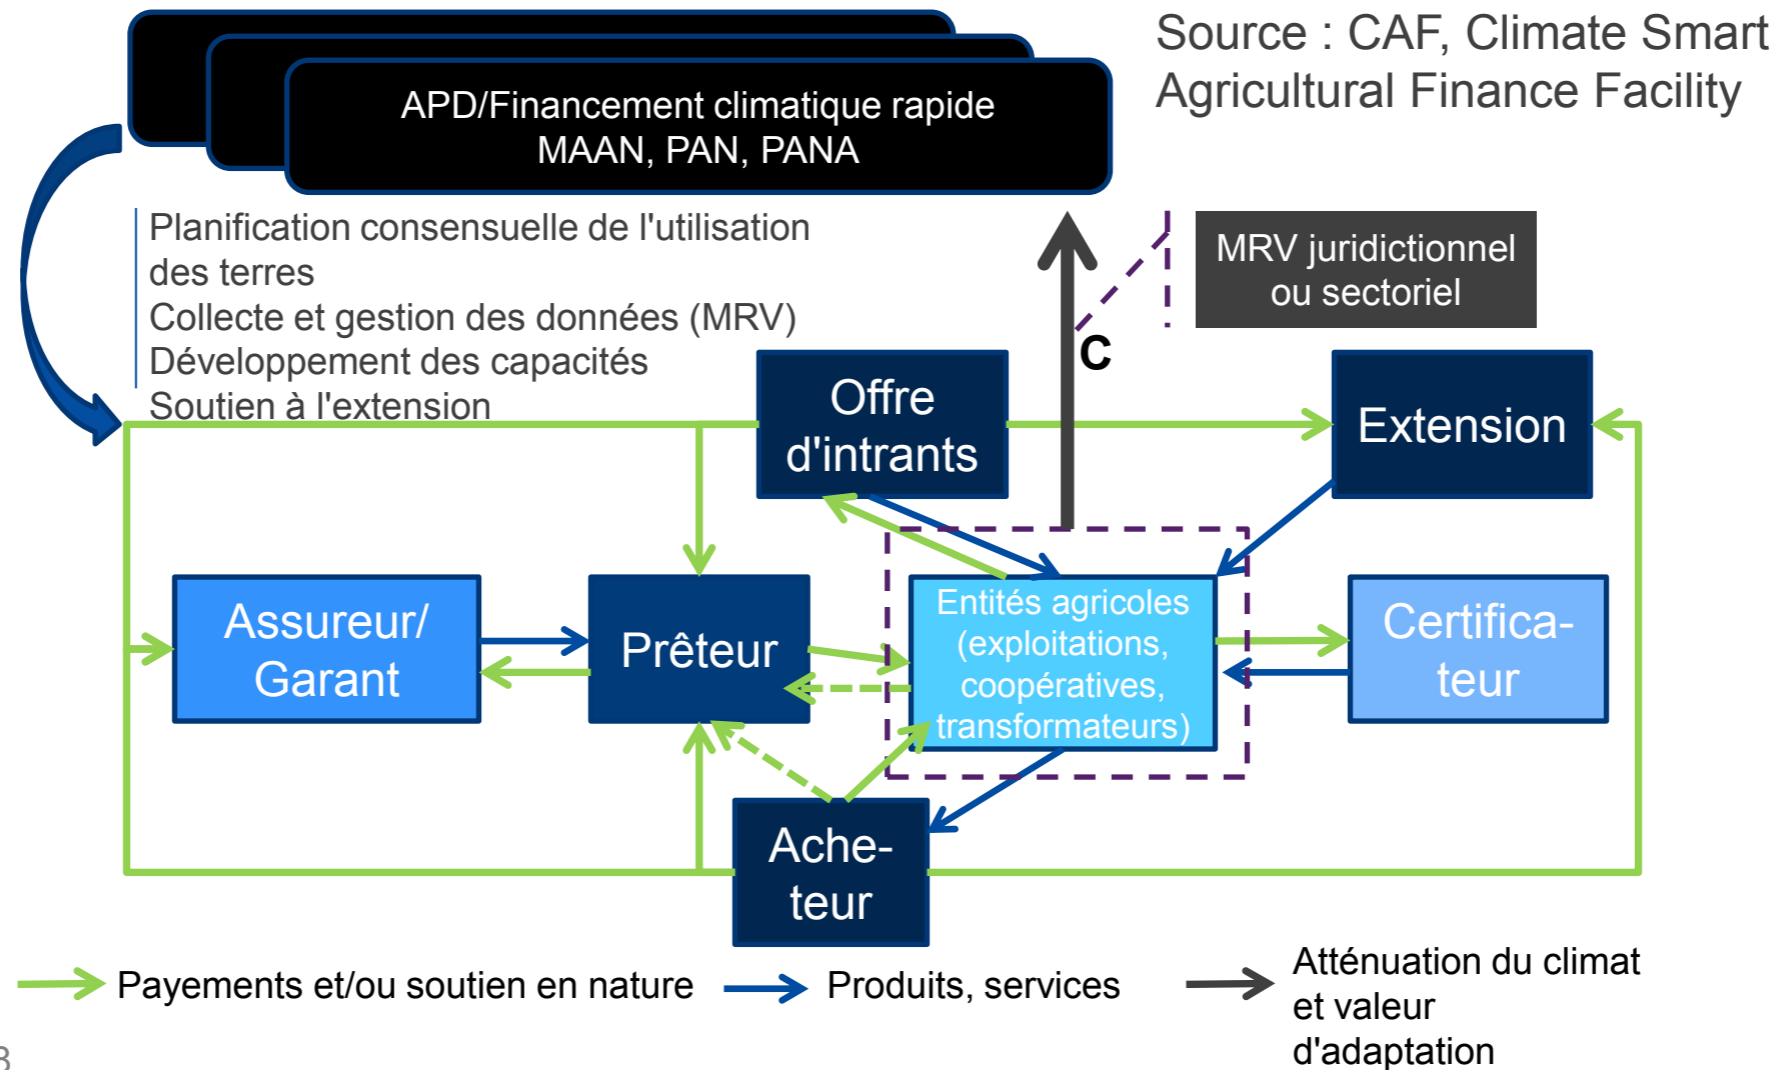 Source : CAF, Climate Smart
Agricultural Finance Facility
APD/Financement climatique rapide
MAAN, PAN, PANA
Planification consensuelle de l'utilisation
des terres
Collecte et gestion des données (MRV)
Développement des capacités
Soutien à l'extension
MRV juridictionnel
ou sectoriel
C
Offre
d'intrants
Extension
Assureur/
Garant
Prêteur
Entités agricoles
(exploitations,
coopératives,
transformateurs)
Certifica-
teur
Ache-
teur
Payements et/ou soutien en nature
Produits, services
Atténuation du climat
et valeur
d'adaptation